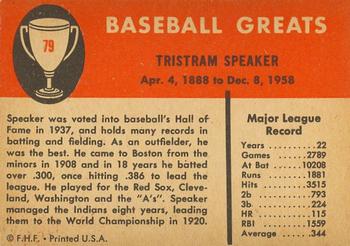 79
BASEBALL GREATS
TRISTRAM SPEAKER
Apr. 4, 1888 to Dec. 8, 1958
Speaker was voted into baseball's Hall of
Fame in 1937, and holds many records in
batting and fielding. As an outfielder, he
was the best. He came to Boston from the
minors in 1908 and in 18 years he batted
over .300, once hitting .386 to lead the
league. He played for the Red Sox, Cleve-
land, Washington and the "A's". Speaker
managed the Indians eight years, leading
them to the World Championship in 1920.
© F.H.F. • Printed U.S.A.
Major League
Record
Years 22
Games 2789
At Bat 10208
Runs 1881
Hits 3515
2b 793
3b 224
HR 115
RBI 1559
Average .344